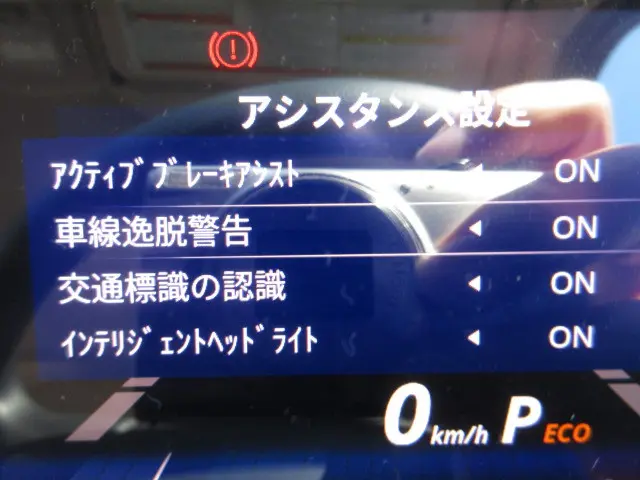 アシスタンス設定
ｱｸﾃｨﾌﾞ ﾌﾞﾚｰｷｱｼｽﾄ ON
車線逸脱警告 ON
交通標識の認識 ON
ｲﾝﾃﾘｼﾞｪﾝﾄﾍｯﾄﾞﾗｲﾄ ON
0 km/h P ECO